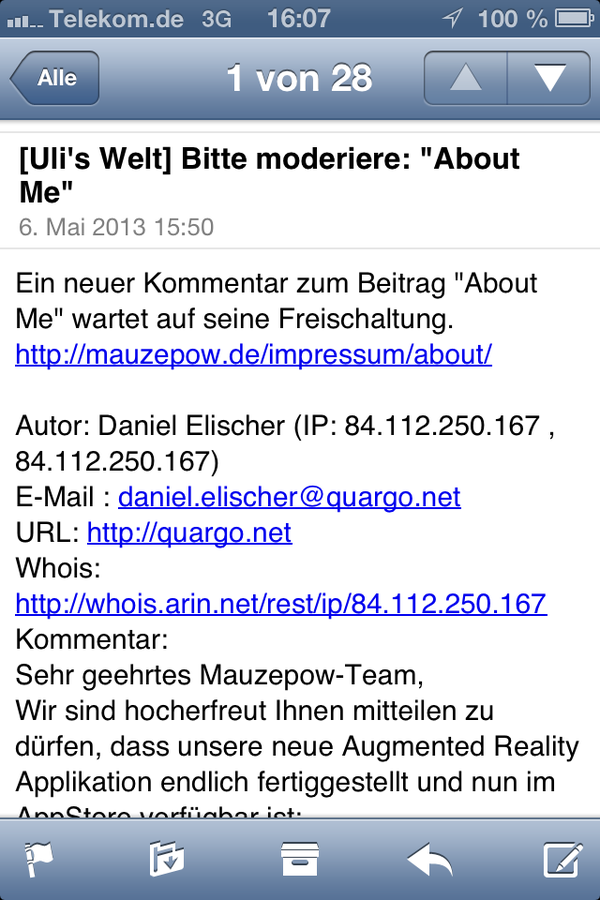 Telekom.de 3G 16:07 100 %
Alle 1 von 28
[Uli's Welt] Bitte moderiere: "About
Me"
6. Mai 2013 15:50
Ein neuer Kommentar zum Beitrag "About
Me" wartet auf seine Freischaltung.
http://mauzepow.de/impressum/about/
Autor: Daniel Elischer (IP: 84.112.250.167 ,
84.112.250.167)
E-Mail : daniel.elischer@quargo.net
URL: http://quargo.net
Whois:
http://whois.arin.net/rest/ip/84.112.250.167
Kommentar:
Sehr geehrtes Mauzepow-Team,
Wir sind hocherfreut Ihnen mitteilen zu
dürfen, dass unsere neue Augmented Reality
Applikation endlich fertiggestellt und nun im
AppStore verfügbar ist: